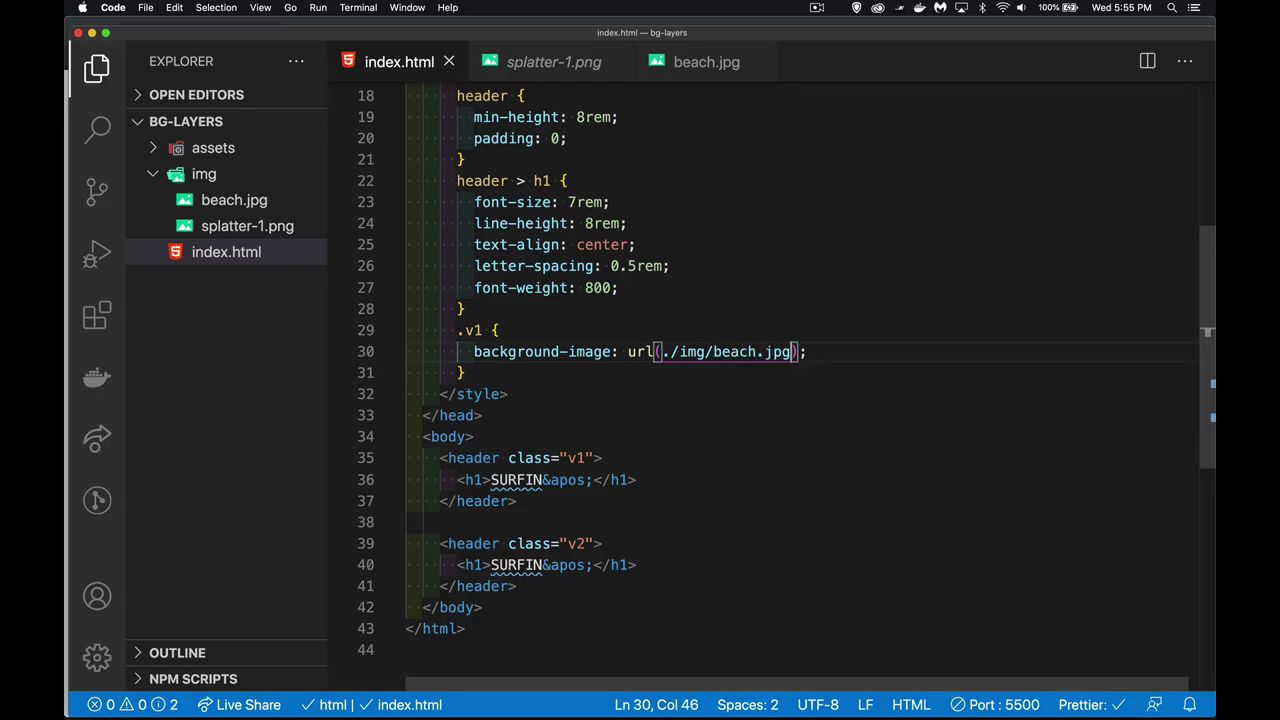 Code File Edit Selection View Go Run Terminal Window Help 100% Wed 5:55 PM
index.html — bg-layers
EXPLORER
index.html splatter-1.png beach.jpg
OPEN EDITORS
BG-LAYERS
assets
img
beach.jpg
splatter-1.png
index.html
OUTLINE
NPM SCRIPTS
18 header {
19 min-height: 8rem;
20 padding: 0;
21 }
22 header > h1 {
23 font-size: 7rem;
24 line-height: 8rem;
25 text-align: center;
26 letter-spacing: 0.5rem;
27 font-weight: 800;
28 }
29 .v1 {
30 background-image: url(./img/beach.jpg);
31 }
32 </style>
33 </head>
34 <body>
35 <header class="v1">
36 <h1>SURFIN&apos;</h1>
37 </header>
38
39 <header class="v2">
40 <h1>SURFIN&apos;</h1>
41 </header>
42 </body>
43 </html>
44
0 0 2 Live Share html index.html Ln 30, Col 46 Spaces: 2 UTF-8 LF HTML Port : 5500 Prettier: